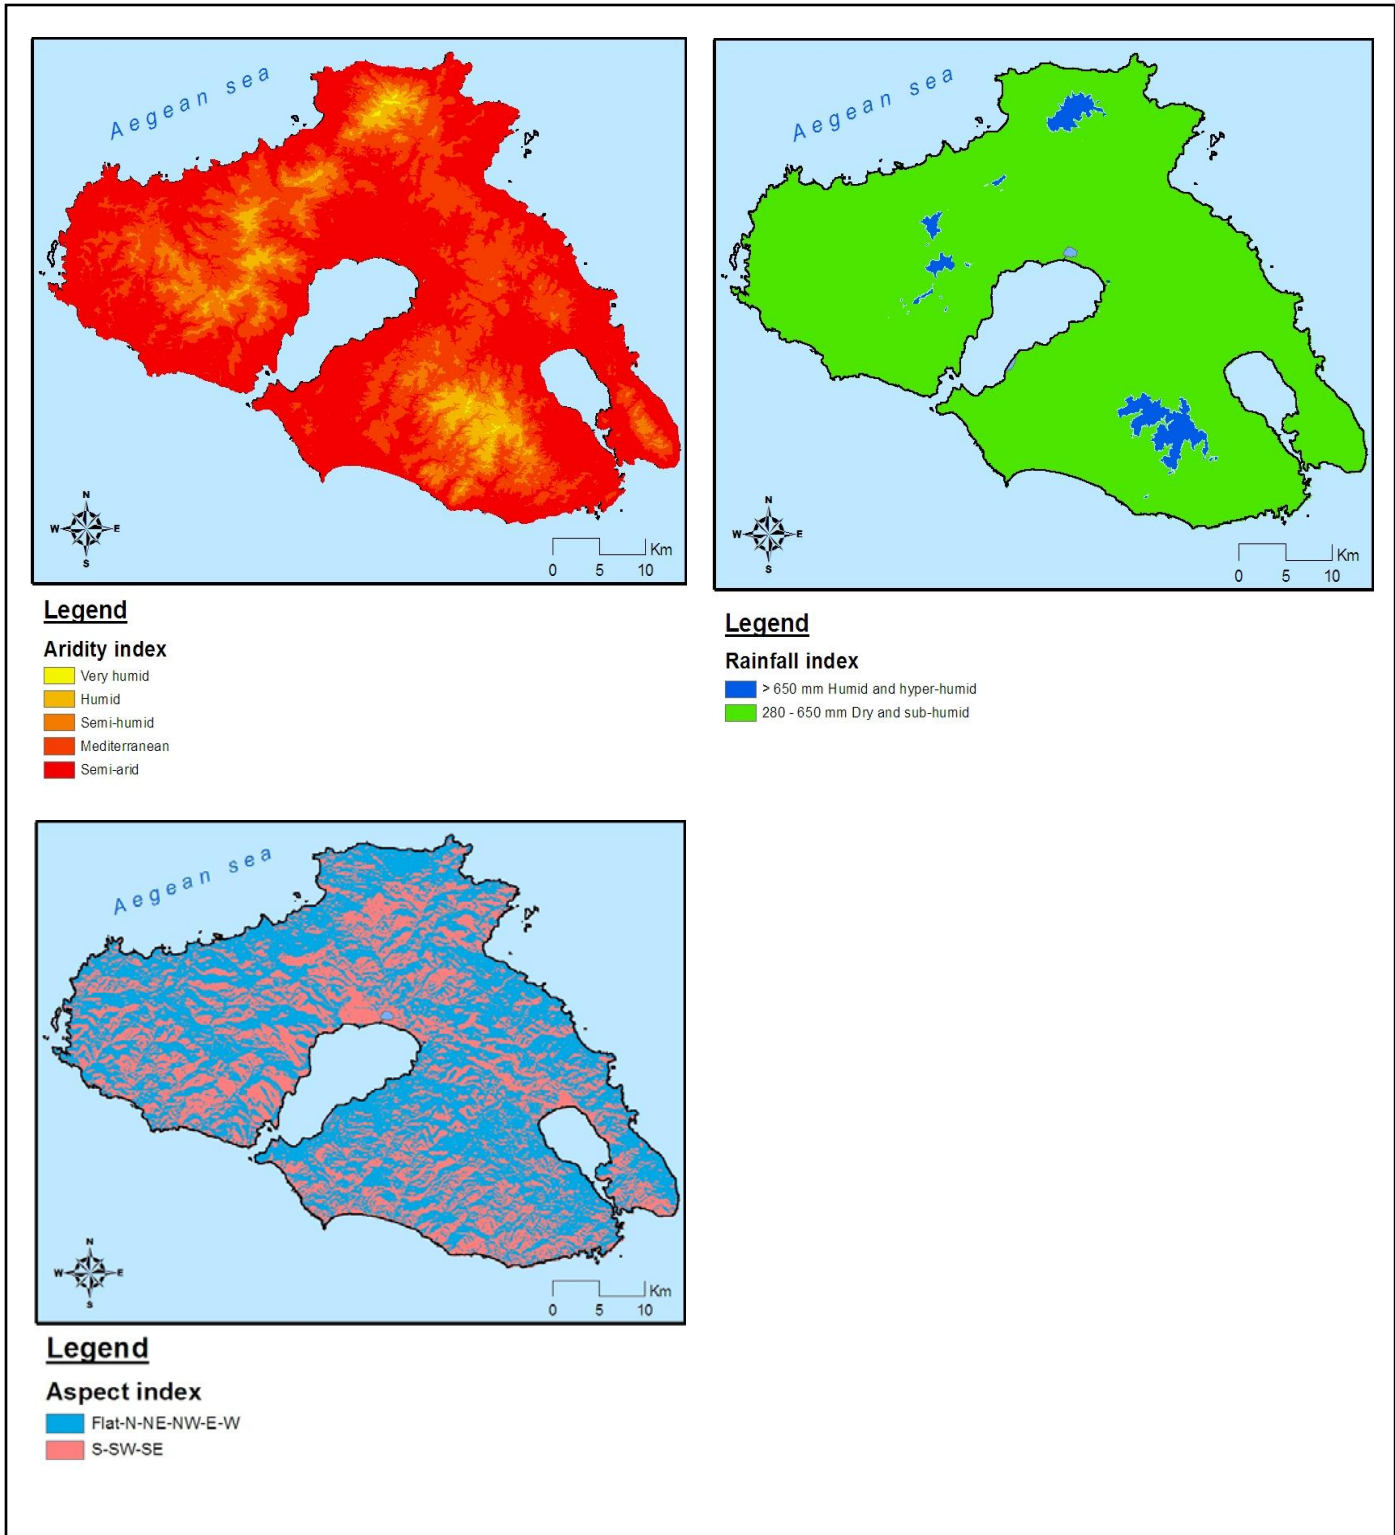 Aegean sea
N
W E
S
Km
0 5 10
Legend
Aridity index
Very humid
Humid
Semi-humid
Mediterranean
Semi-arid
Aegean sea
N
W E
S
Km
0 5 10
Legend
Rainfall index
> 650 mm Humid and hyper-humid
280 - 650 mm Dry and sub-humid
Aegean sea
N
W E
S
Km
0 5 10
Legend
Aspect index
Flat-N-NE-NW-E-W
S-SW-SE